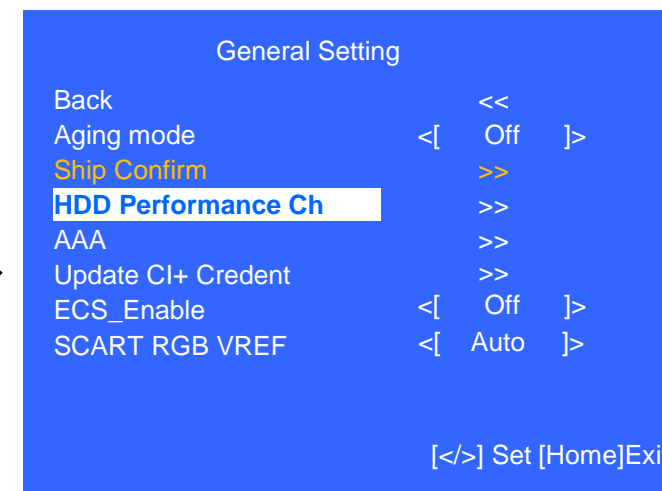 General Setting
Back <<
Aging mode <[ Off ]>
Ship Confirm >>
HDD Performance Ch >>
AAA >>
Update CI+ Credent >>
ECS_Enable <[ Off ]>
SCART RGB VREF <[ Auto ]>
[</>] Set [Home]Exi